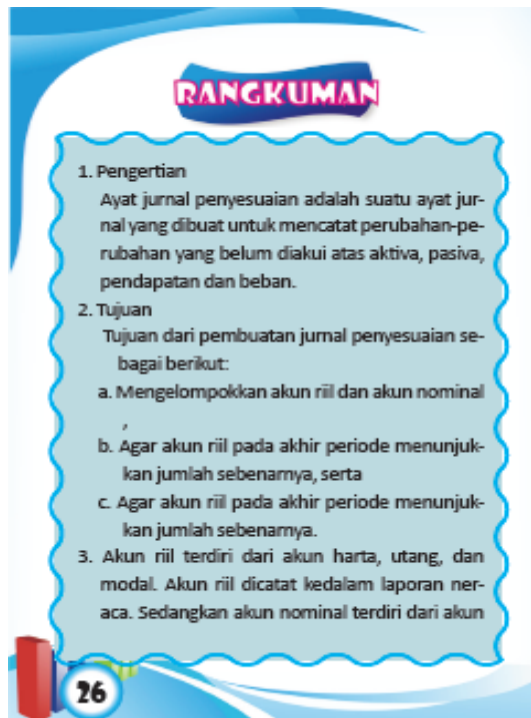 RANGKUMAN
1. Pengertian
Ayat jurnal penyesuaian adalah suatu ayat jur-
nal yang dibuat untuk mencatat perubahan-pe-
rubahan yang belum diakui atas aktiva, pasiva,
pendapatan dan beban.
2. Tujuan
Tujuan dari pembuatan jurnal penyesuaian se-
bagai berikut:
a. Mengelompokkan akun riil dan akun nominal
,
b. Agar akun riil pada akhir periode menunjuk-
kan jumlah sebenarnya, serta
c. Agar akun riil pada akhir periode menunjuk-
kan jumlah sebenarnya.
3. Akun riil terdiri dari akun harta, utang, dan
modal. Akun riil dicatat kedalam laporan ner-
aca. Sedangkan akun nominal terdiri dari akun
26